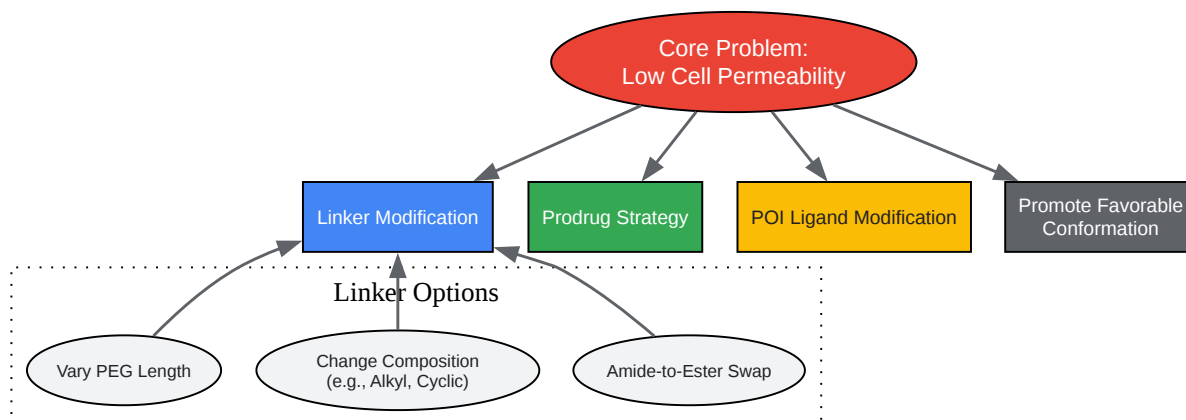 Core Problem:
Low Cell Permeability
Linker Modification
Prodrug Strategy
POI Ligand Modification
Promote Favorable
Conformation
Linker Options
Vary PEG Length
Change Composition
(e.g., Alkyl, Cyclic)
Amide-to-Ester Swap